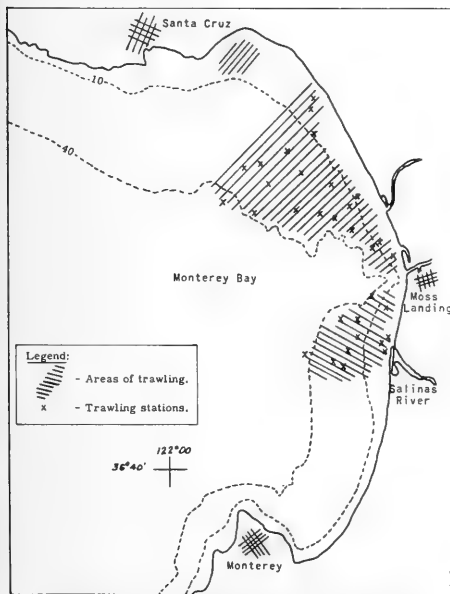 Santa Cruz
10
40
Monterey Bay
Moss
Landing
Legend:
- Areas of trawling.
x - Trawling stations.
Salinas
River
122°00
36°40'
Monterey